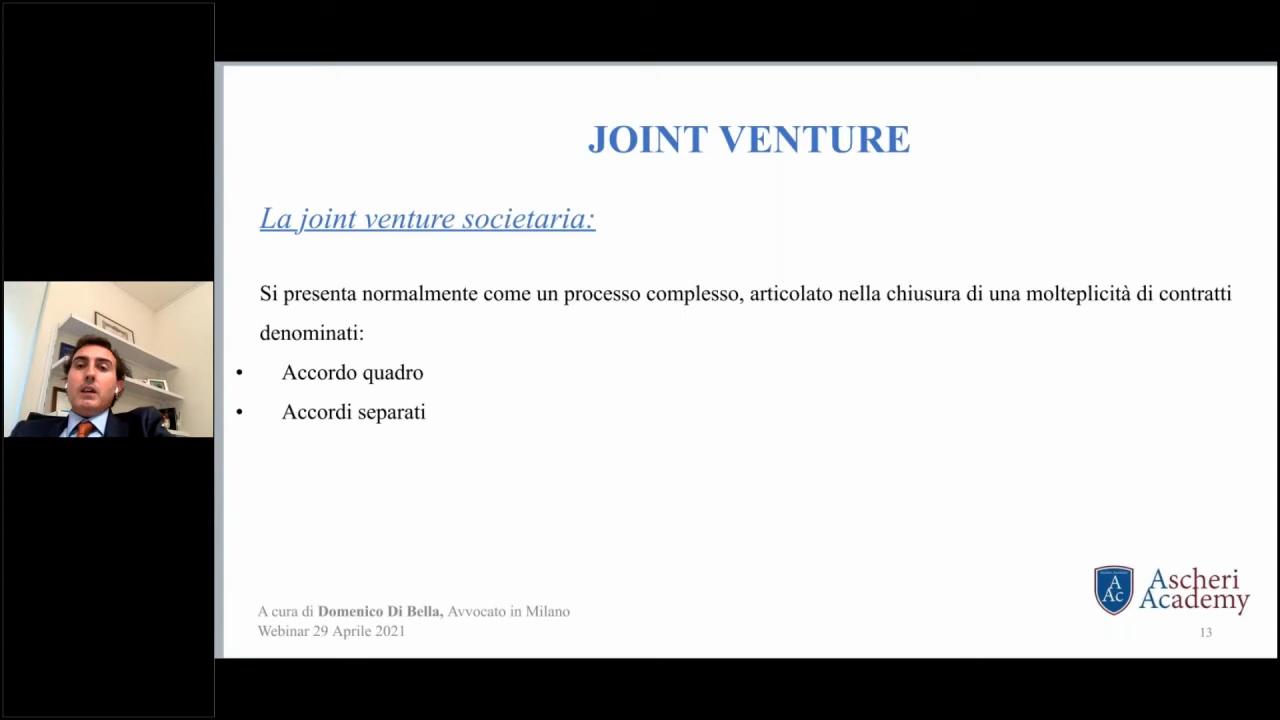 JOINT VENTURE
La joint venture societaria:
Si presenta normalmente come un processo complesso, articolato nella chiusura di una molteplicità di contratti
denominati:
• Accordo quadro
• Accordi separati
A cura di Domenico Di Bella, Avvocato in Milano
Webinar 29 Aprile 2021
A
Ac
Ascheri
Academy
13